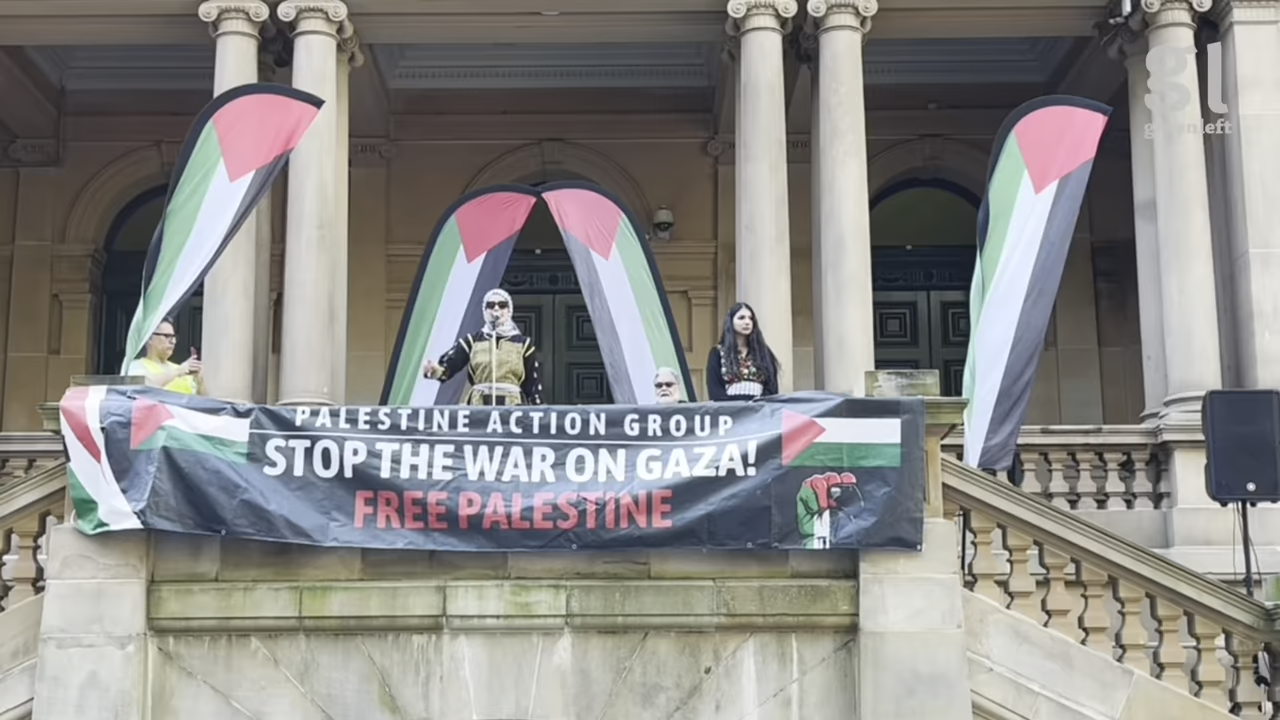 gl
greenleft
PALESTINE ACTION GROUP
STOP THE WAR ON GAZA!
FREE PALESTINE